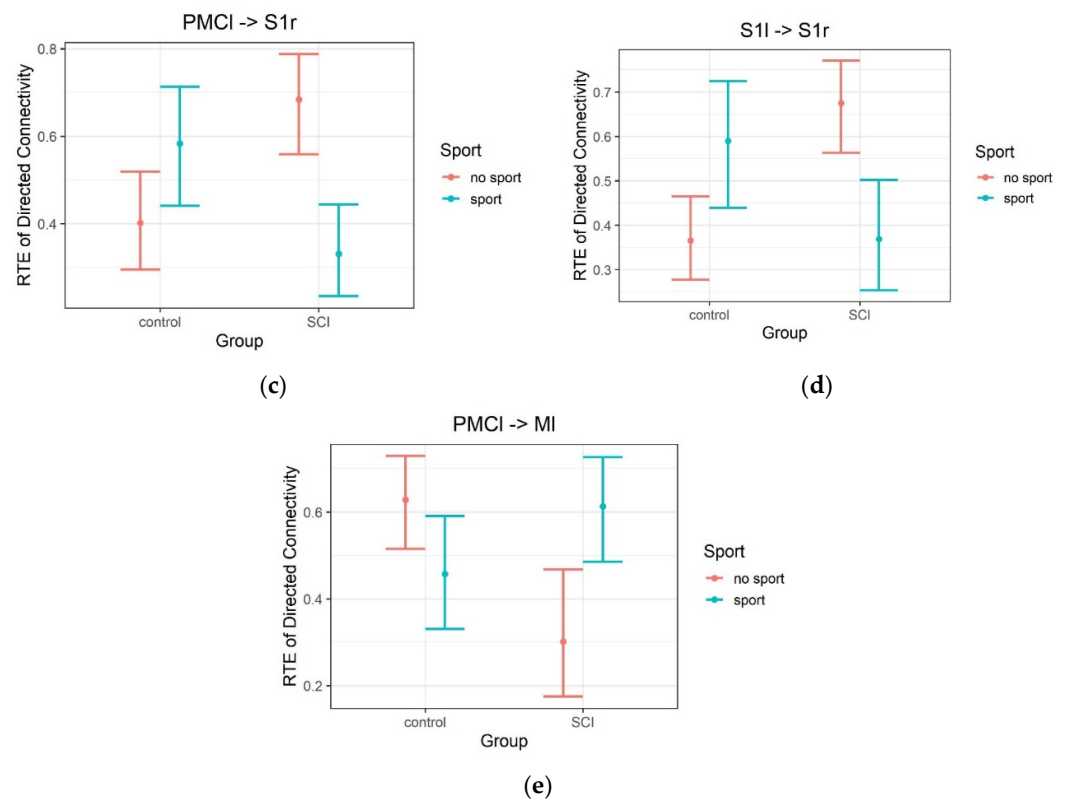 PMCl -> S1r
RTE of Directed Connectivity
0.8
0.6
0.4
control
SCI
Group
Sport
no sport
sport
(c)
S1l -> S1r
RTE of Directed Connectivity
0.7
0.6
0.5
0.4
0.3
control
SCI
Group
Sport
no sport
sport
(d)
PMCl -> Ml
RTE of Directed Connectivity
0.6
0.4
0.2
control
SCI
Group
Sport
no sport
sport
(e)